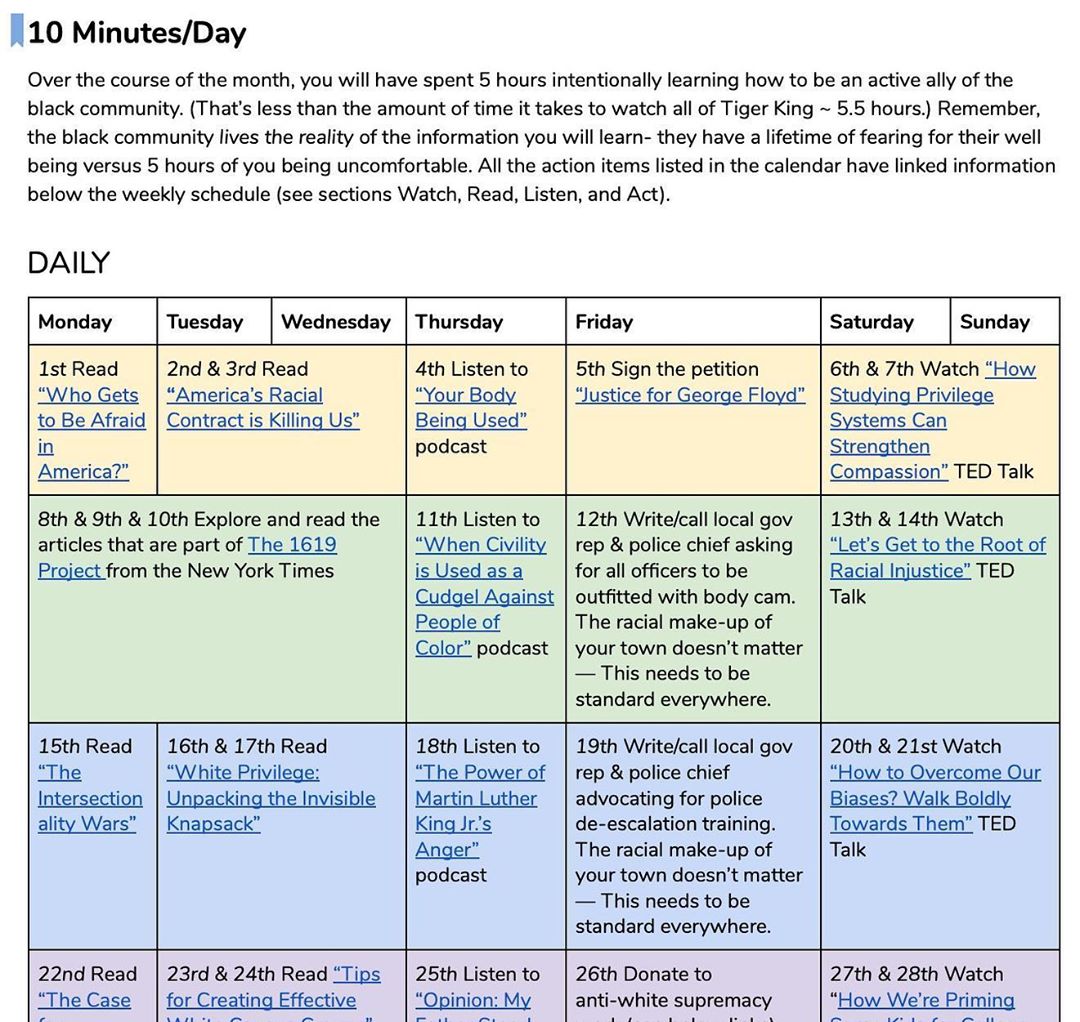 10 Minutes/Day
Over the course of the month, you will have spent 5 hours intentionally learning how to be an active ally of the
black community. (That's less than the amount of time it takes to watch all of Tiger King ~ 5.5 hours.) Remember,
the black community lives the reality of the information you will learn- they have a lifetime of fearing for their well
being versus 5 hours of you being uncomfortable. All the action items listed in the calendar have linked information
below the weekly schedule (see sections Watch, Read, Listen, and Act).
DAILY
Monday
Tuesday
Wednesday
Thursday
Friday
Saturday
Sunday
1st Read
“Who Gets
to Be Afraid
in
America?”
2nd & 3rd Read
“America’s Racial
Contract is Killing Us”
4th Listen to
“Your Body
Being Used”
podcast
5th Sign the petition
“Justice for George Floyd”
6th & 7th Watch “How
Studying Privilege
Systems Can
Strengthen
Compassion” TED Talk
8th & 9th & 10th Explore and read the
articles that are part of The 1619
Project from the New York Times
11th Listen to
“When Civility
is Used as a
Cudgel Against
People of
Color” podcast
12th Write/call local gov
rep & police chief asking
for all officers to be
outfitted with body cam.
The racial make-up of
your town doesn’t matter
— This needs to be
standard everywhere.
13th & 14th Watch
“Let’s Get to the Root of
Racial Injustice” TED
Talk
15th Read
“The
Intersection
ality Wars”
16th & 17th Read
“White Privilege:
Unpacking the Invisible
Knapsack”
18th Listen to
“The Power of
Martin Luther
King Jr.’s
Anger”
podcast
19th Write/call local gov
rep & police chief
advocating for police
de-escalation training.
The racial make-up of
your town doesn’t matter
— This needs to be
standard everywhere.
20th & 21st Watch
“How to Overcome Our
Biases? Walk Boldly
Towards Them” TED
Talk
22nd Read
“The Case
23rd & 24th Read “Tips
for Creating Effective
25th Listen to
“Opinion: My
26th Donate to
anti-white supremacy
27th & 28th Watch
“How We’re Priming